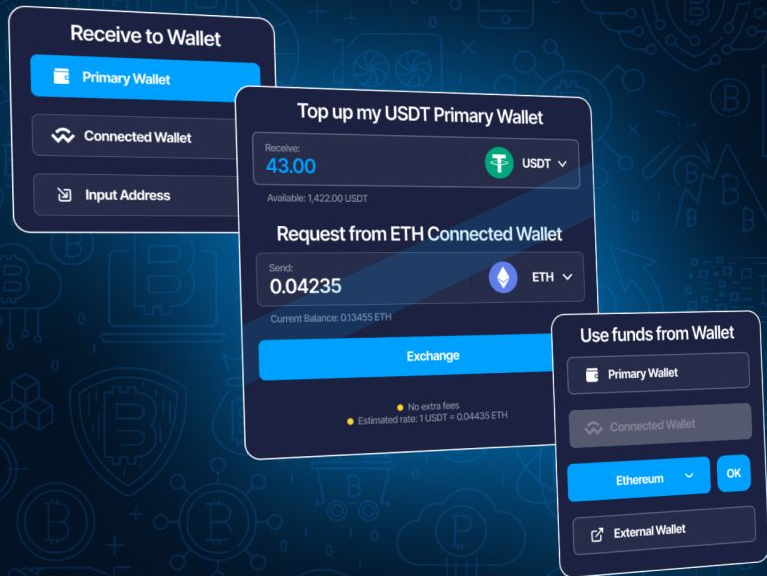 Receive to Wallet
Primary Wallet
Connected Wallet
Input Address
Top up my USDT Primary Wallet
Receive:
43.00
USDT
Available: 1,422.00 USDT
Request from ETH Connected Wallet
Send:
0.04235
ETH
Current Balance: 0.13455 ETH
Exchange
No extra fees
Estimated rate: 1 USDT = 0.04435 ETH
Use funds from Wallet
Primary Wallet
Connected Wallet
Ethereum
OK
External Wallet